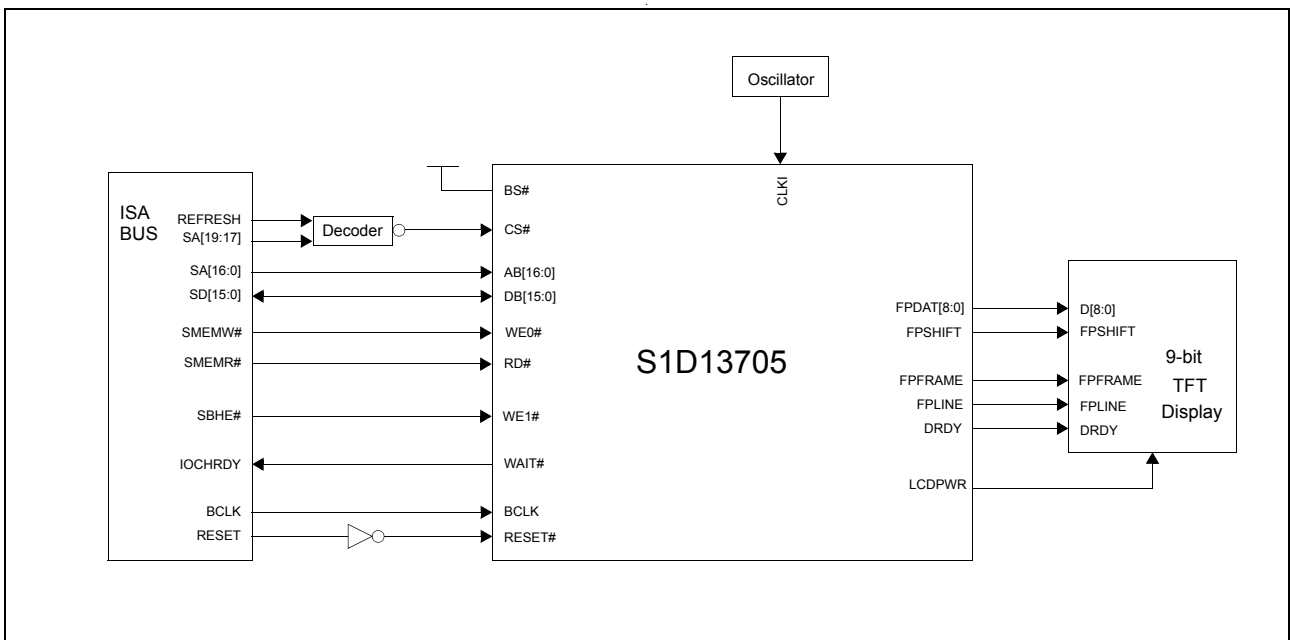 Oscillator
CLKI
ISA
BUS
REFRESH
SA[19:17]
SA[16:0]
SD[15:0]
SMEMW#
SMEMR#
SBHE#
IOCHRDY
BCLK
RESET
Decoder
BS#
CS#
AB[16:0]
DB[15:0]
WE0#
RD#
WE1#
WAIT#
BCLK
RESET#
S1D13705
FPDAT[8:0]
FPSHIFT
FPFRAME
FPLINE
DRDY
LCDPWR
D[8:0]
FPSHIFT
FPFRAME
FPLINE
DRDY
9-bit
TFT
Display